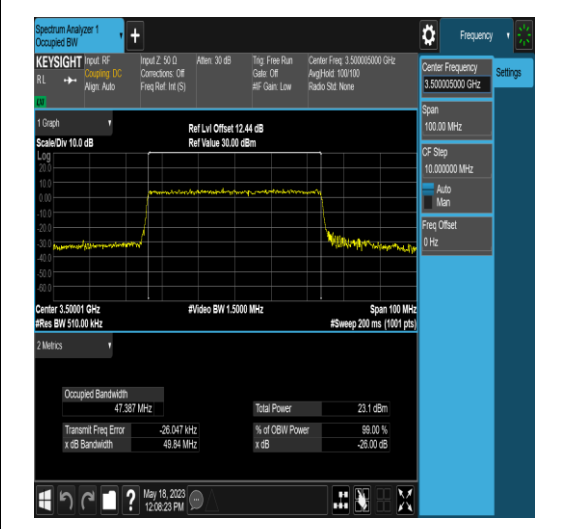 Spectrum Analyzer 1
Occupied BW
Frequency
KEYSIGHT Input: RF Input Z: 50 Ω Atten: 30 dB Trig: Free Run Center Freq: 3.500005000 GHz
RL Coupling: DC Corrections: Off Gate: Off Avg|Hold: 100/100
Align: Auto Freq Ref: Int (S) #IF Gain: Low Radio Std: None
LXI
Center Frequency
3.500005000 GHz
Settings
Span
100.00 MHz
CF Step
10.000000 MHz
Auto
Man
Freq Offset
0 Hz
1 Graph
Ref Lvl Offset 12.44 dB
Scale/Div 10.0 dB Ref Value 30.00 dBm
Log
20.0
10.0
0.00
-10.0
-20.0
-30.0
-40.0
-50.0
-60.0
Center 3.50001 GHz #Video BW 1.5000 MHz Span 100 MHz
#Res BW 510.00 kHz #Sweep 200 ms (1001 pts)
2 Metrics
Occupied Bandwidth
47.387 MHz Total Power 23.1 dBm
Transmit Freq Error -26.047 kHz % of OBW Power 99.00 %
x dB Bandwidth 49.84 MHz x dB -26.00 dB
? May 18, 2023
12:08:23 PM